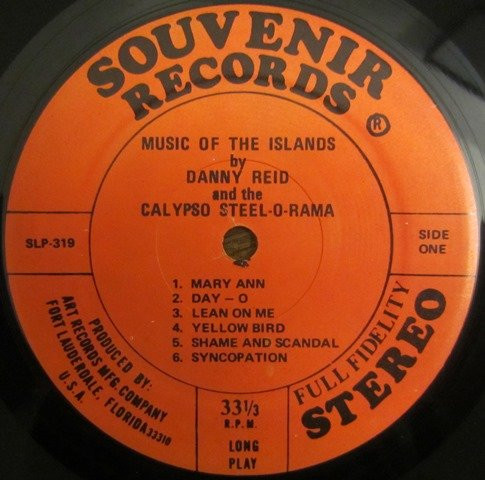 SOUVENIR
RECORDS
®
MUSIC OF THE ISLANDS
by
DANNY REID
and the
CALYPSO STEEL-O-RAMA
SLP-319
SIDE
ONE
1. MARY ANN
2. DAY — O
3. LEAN ON ME
4. YELLOW BIRD
5. SHAME AND SCANDAL
6. SYNCOPATION
PRODUCED BY:
ART RECORDS MFG. COMPANY
FORT LAUDERDALE, FLORIDA 33310
U.S.A.
33 1/3
R.P.M.
LONG
PLAY
FULL FIDELITY
STEREO